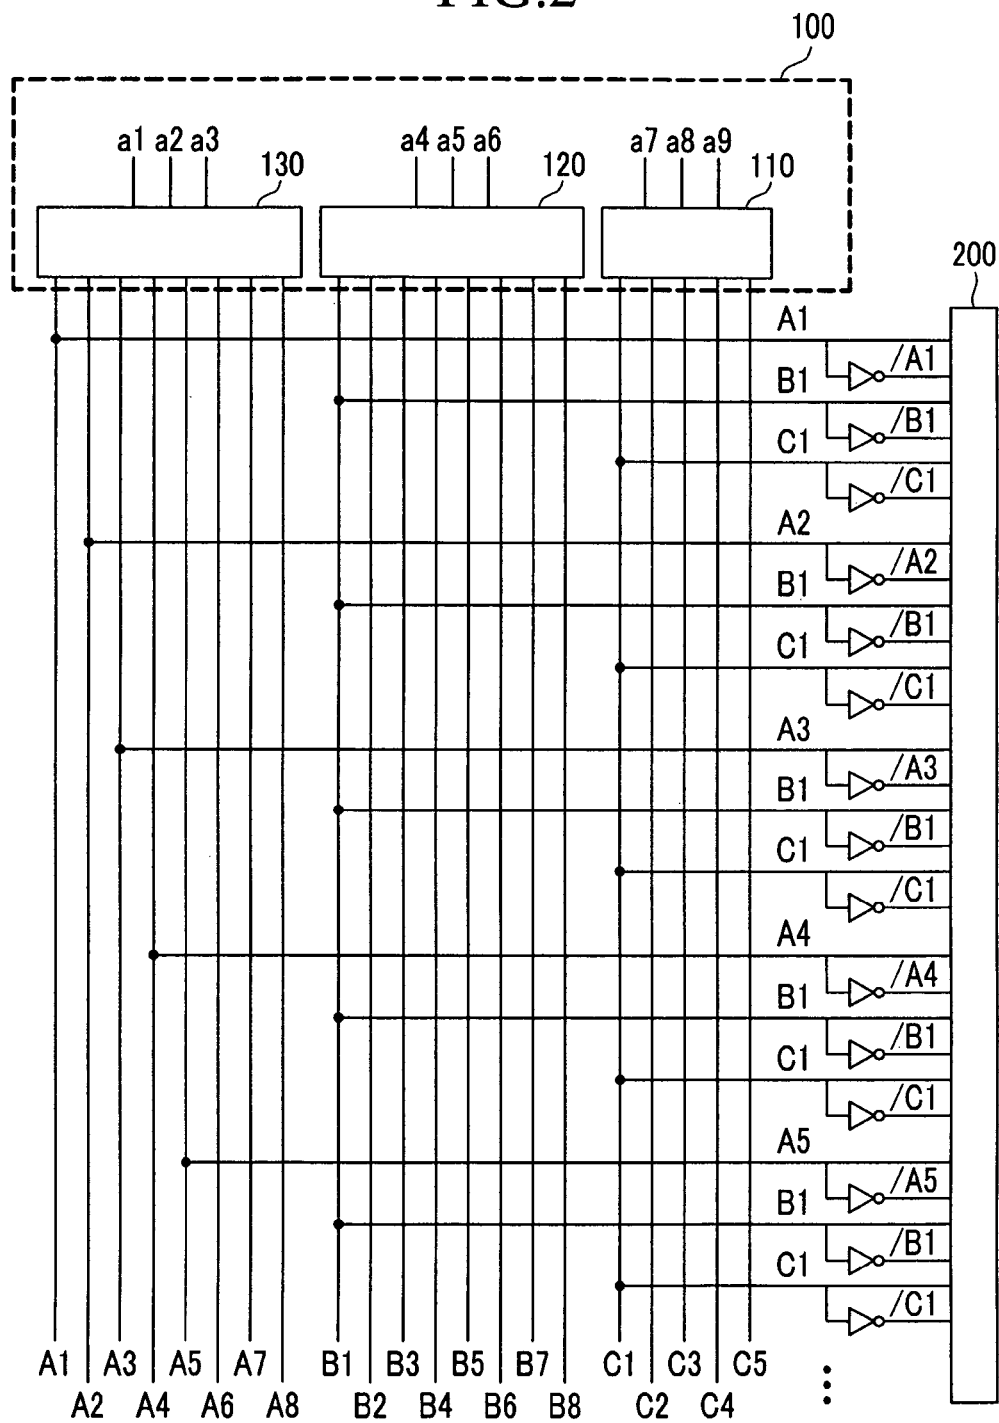 FIG.2
100
a1 a2 a3 130 a4 a5 a6 120 a7 a8 a9 110
200
A1
/A1
B1
/B1
C1
/C1
A2
/A2
B1
/B1
C1
/C1
A3
/A3
B1
/B1
C1
/C1
A4
/A4
B1
/B1
C1
/C1
A5
/A5
B1
/B1
C1
/C1
A1 A3 A5 A7 B1 B3 B5 B7 C1 C3 C5
A2 A4 A6 A8 B2 B4 B6 B8 C2 C4